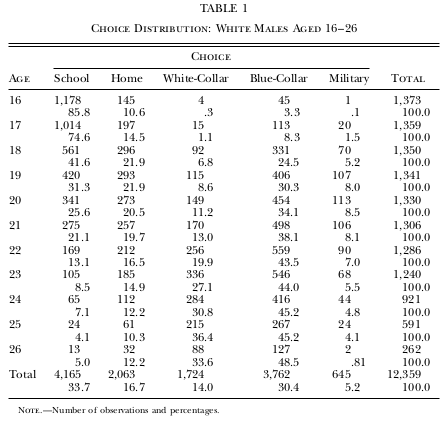 TABLE 1
CHOICE DISTRIBUTION: WHITE MALES AGED 16–26
CHOICE
AGE School Home White-Collar Blue-Collar Military TOTAL
16 1,178 145 4 45 1 1,373
85.8 10.6 .3 3.3 .1 100.0
17 1,014 197 15 113 20 1,359
74.6 14.5 1.1 8.3 1.5 100.0
18 561 296 92 331 70 1,350
41.6 21.9 6.8 24.5 5.2 100.0
19 420 293 115 406 107 1,341
31.3 21.9 8.6 30.3 8.0 100.0
20 341 273 149 454 113 1,330
25.6 20.5 11.2 34.1 8.5 100.0
21 275 257 170 498 106 1,306
21.1 19.7 13.0 38.1 8.1 100.0
22 169 212 256 559 90 1,286
13.1 16.5 19.9 43.5 7.0 100.0
23 105 185 336 546 68 1,240
8.5 14.9 27.1 44.0 5.5 100.0
24 65 112 284 416 44 921
7.1 12.2 30.8 45.2 4.8 100.0
25 24 61 215 267 24 591
4.1 10.3 36.4 45.2 4.1 100.0
26 13 32 88 127 2 262
5.0 12.2 33.6 48.5 .81 100.0
Total 4,165 2,063 1,724 3,762 645 12,359
33.7 16.7 14.0 30.4 5.2 100.0
NOTE.—Number of observations and percentages.